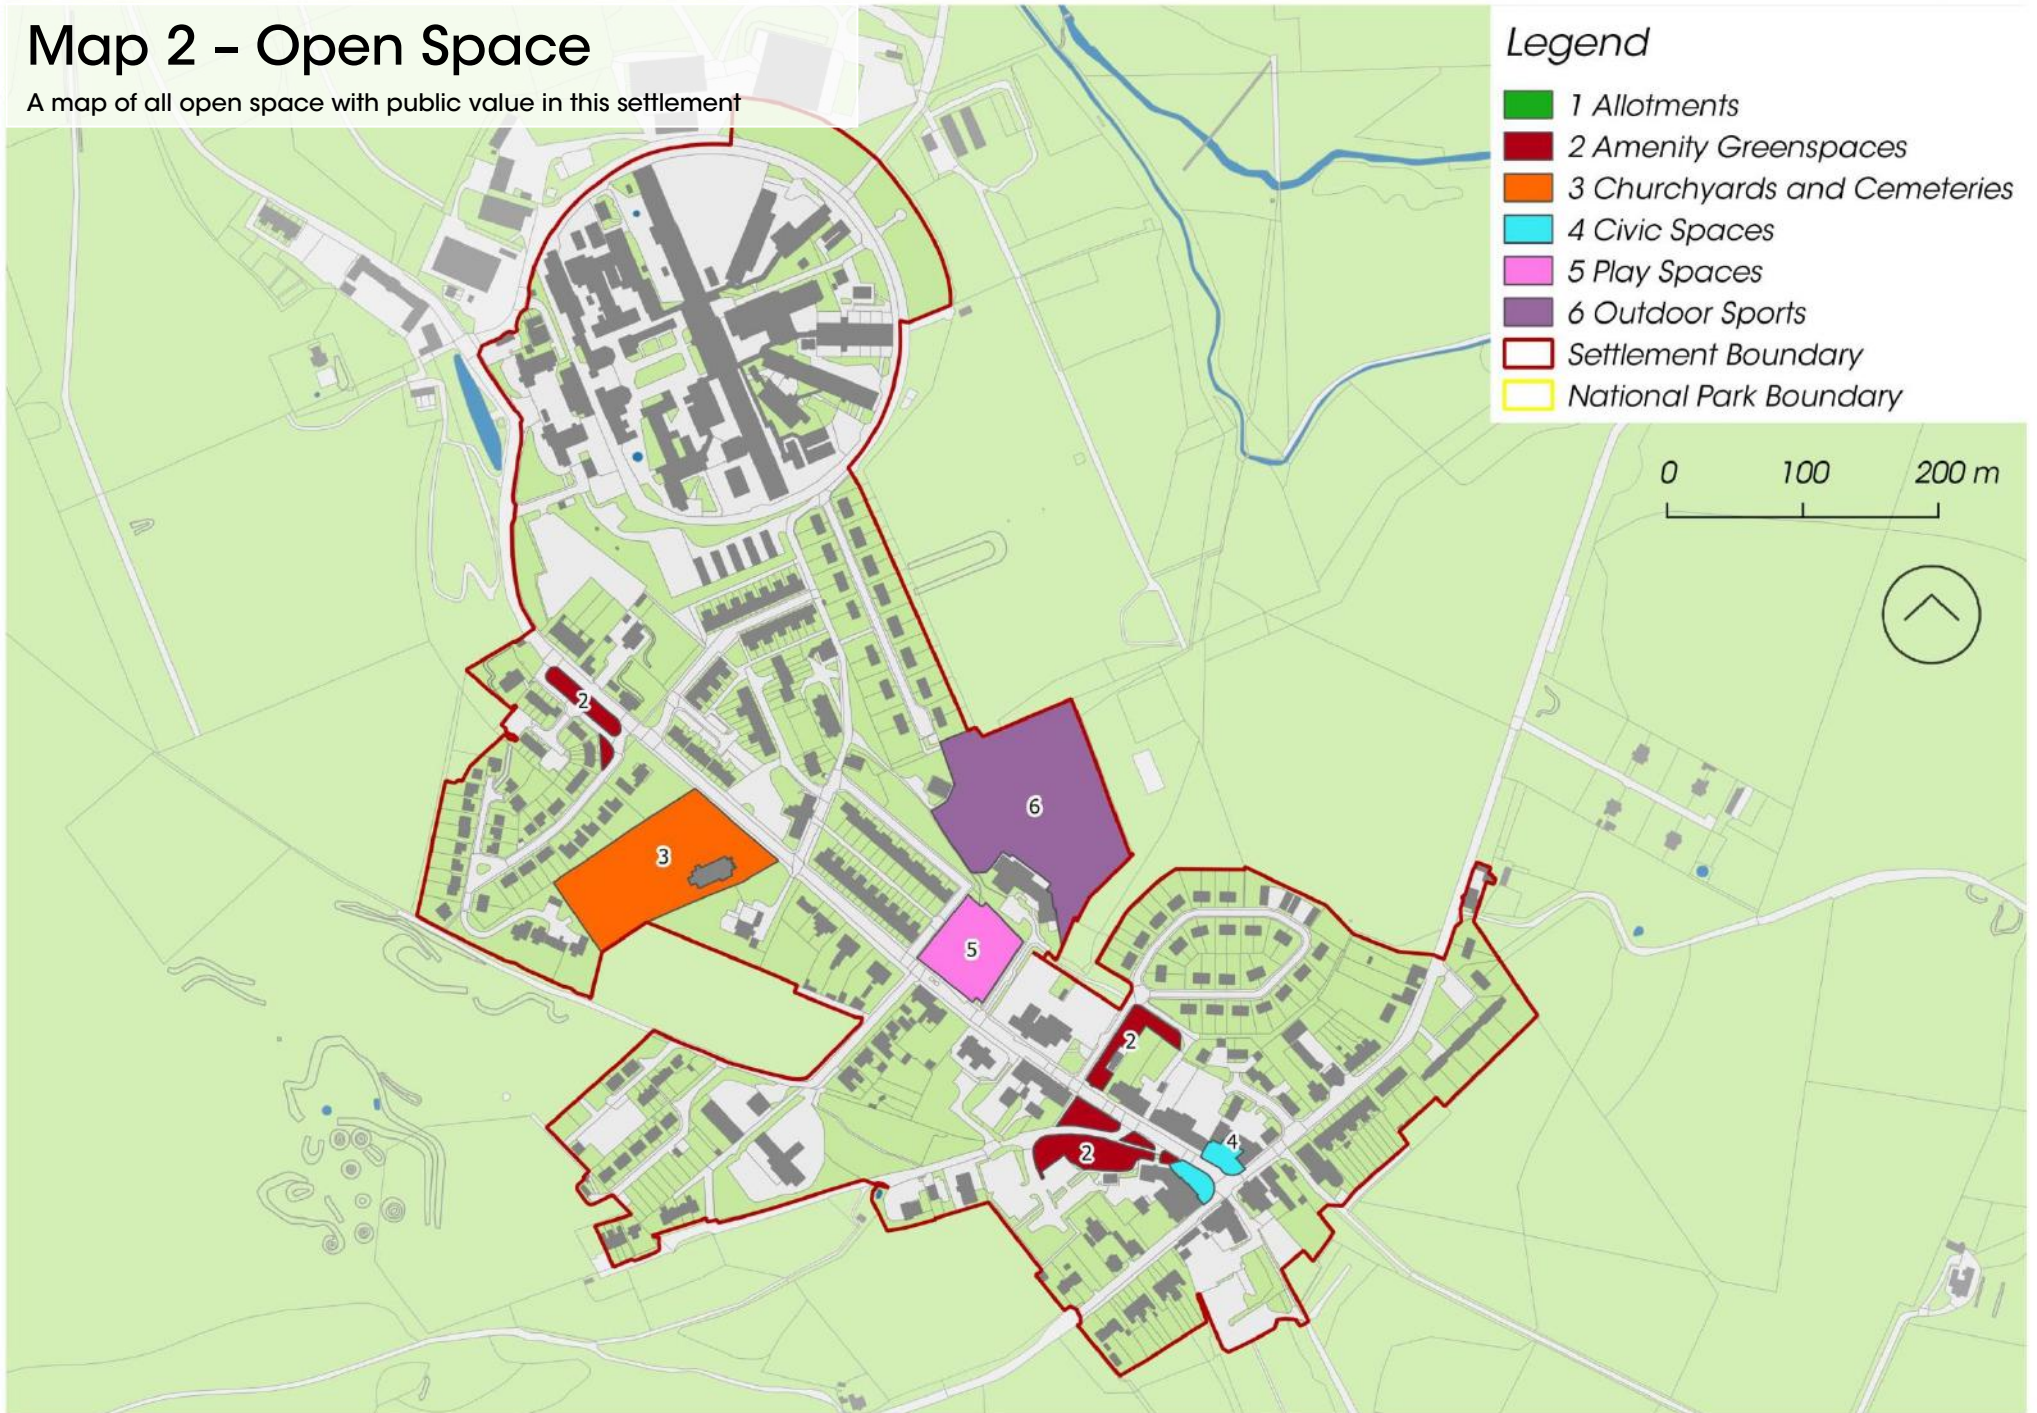 Map 2 – Open Space
A map of all open space with public value in this settlement
Legend
1 Allotments
2 Amenity Greenspaces
3 Churchyards and Cemeteries
4 Civic Spaces
5 Play Spaces
6 Outdoor Sports
Settlement Boundary
National Park Boundary
0 100 200 m
2
6
3
5
2
4
2